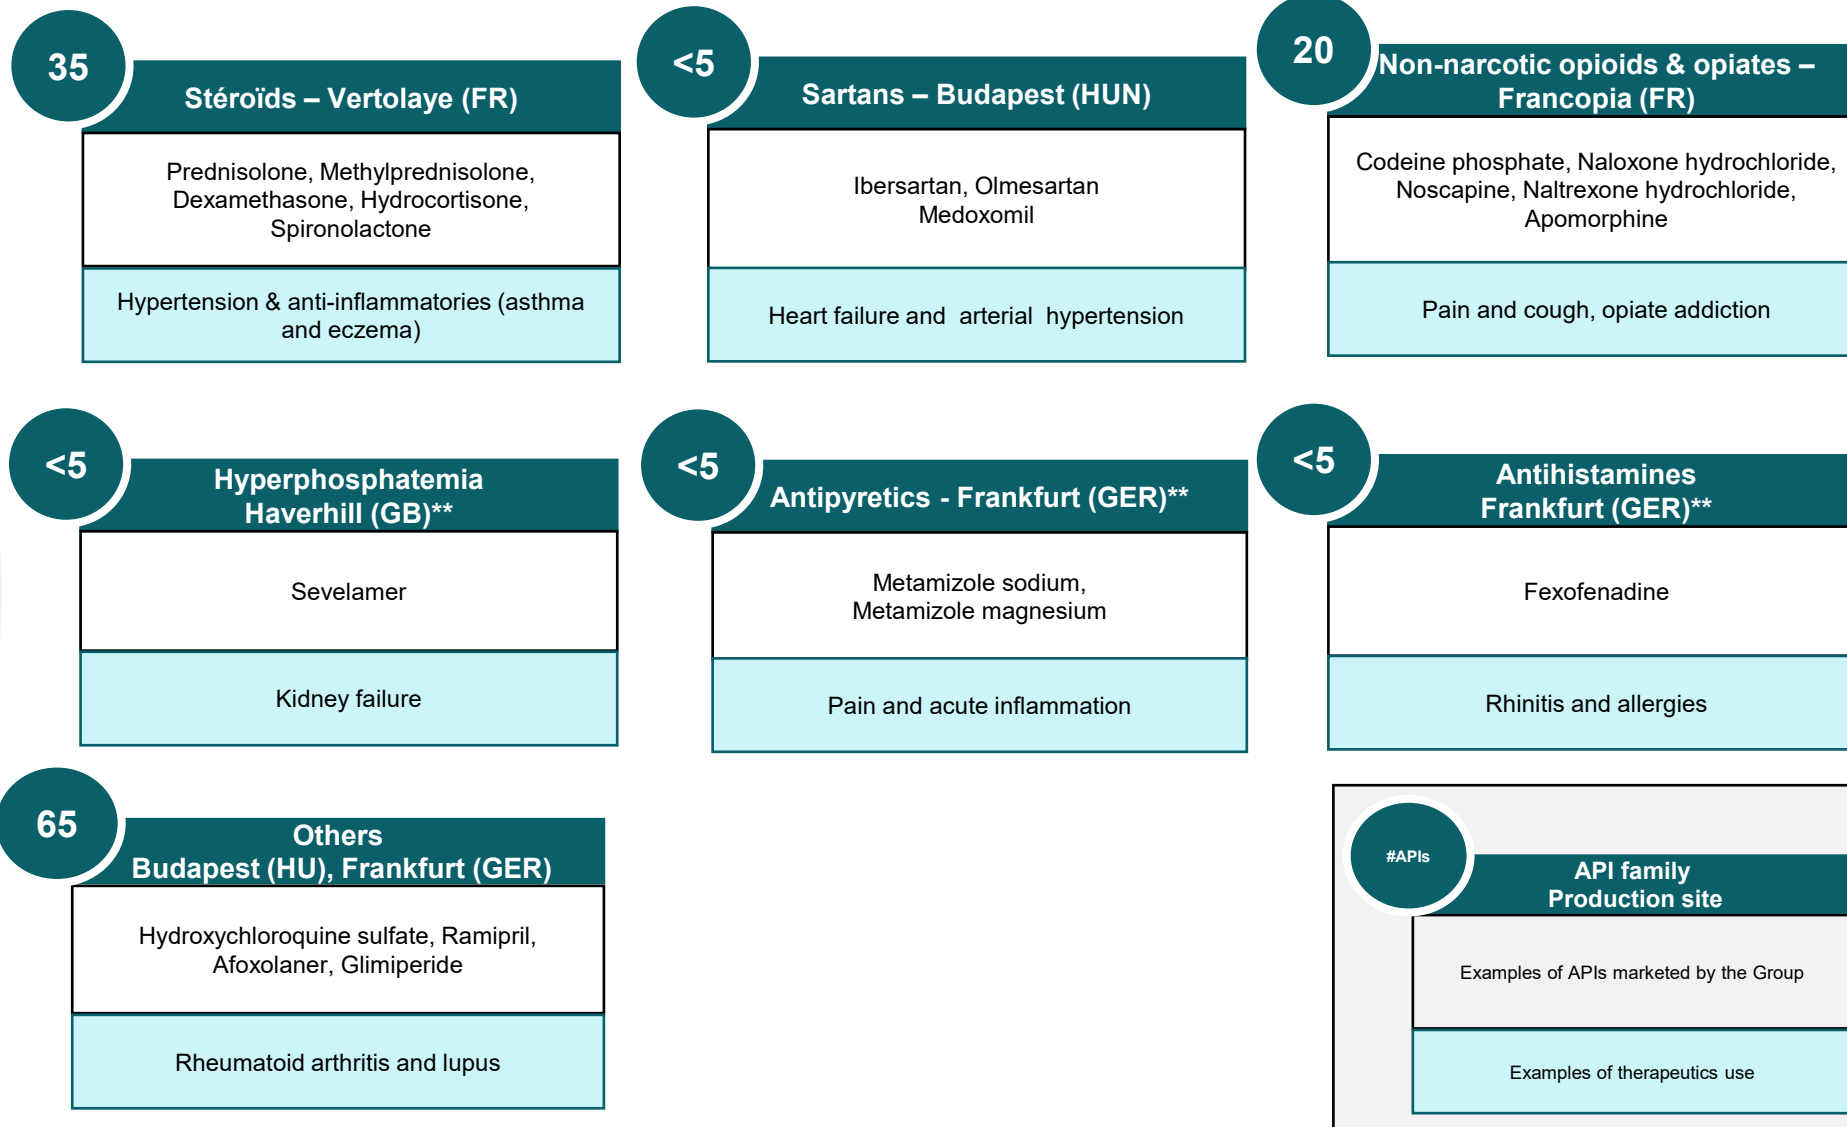 35
Stéroïds – Vertolaye (FR)
Prednisolone, Methylprednisolone,
Dexamethasone, Hydrocortisone,
Spironolactone
Hypertension & anti-inflammatories (asthma
and eczema)
<5
Sartans – Budapest (HUN)
Ibersartan, Olmesartan
Medoxomil
Heart failure and arterial hypertension
20
Non-narcotic opioids & opiates –
Francopia (FR)
Codeine phosphate, Naloxone hydrochloride,
Noscapine, Naltrexone hydrochloride,
Apomorphine
Pain and cough, opiate addiction
<5
Hyperphosphatemia
Haverhill (GB)**
Sevelamer
Kidney failure
<5
Antipyretics - Frankfurt (GER)**
Metamizole sodium,
Metamizole magnesium
Pain and acute inflammation
<5
Antihistamines
Frankfurt (GER)**
Fexofenadine
Rhinitis and allergies
65
Others
Budapest (HU), Frankfurt (GER)
Hydroxychloroquine sulfate, Ramipril,
Afoxolaner, Glimiperide
Rheumatoid arthritis and lupus
#APIs
API family
Production site
Examples of APIs marketed by the Group
Examples of therapeutics use